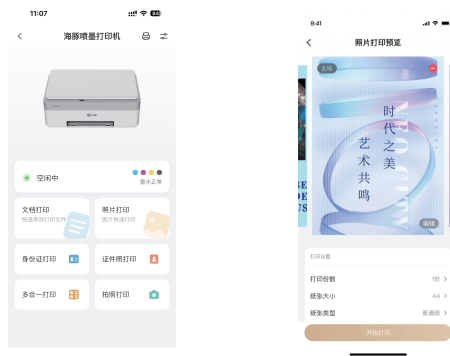 11:07
84
海豚喷墨打印机
空闲中
墨水正常
文档打印
快速高效打印文件
照片打印
图片快速打印
身份证打印
证件照打印
多合一打印
拍照打印
9:41
照片打印预览
2/6
时代之美
艺术共鸣
编辑
打印设置
打印份数
1份
纸张大小
A4
纸张类型
普通纸
开始打印